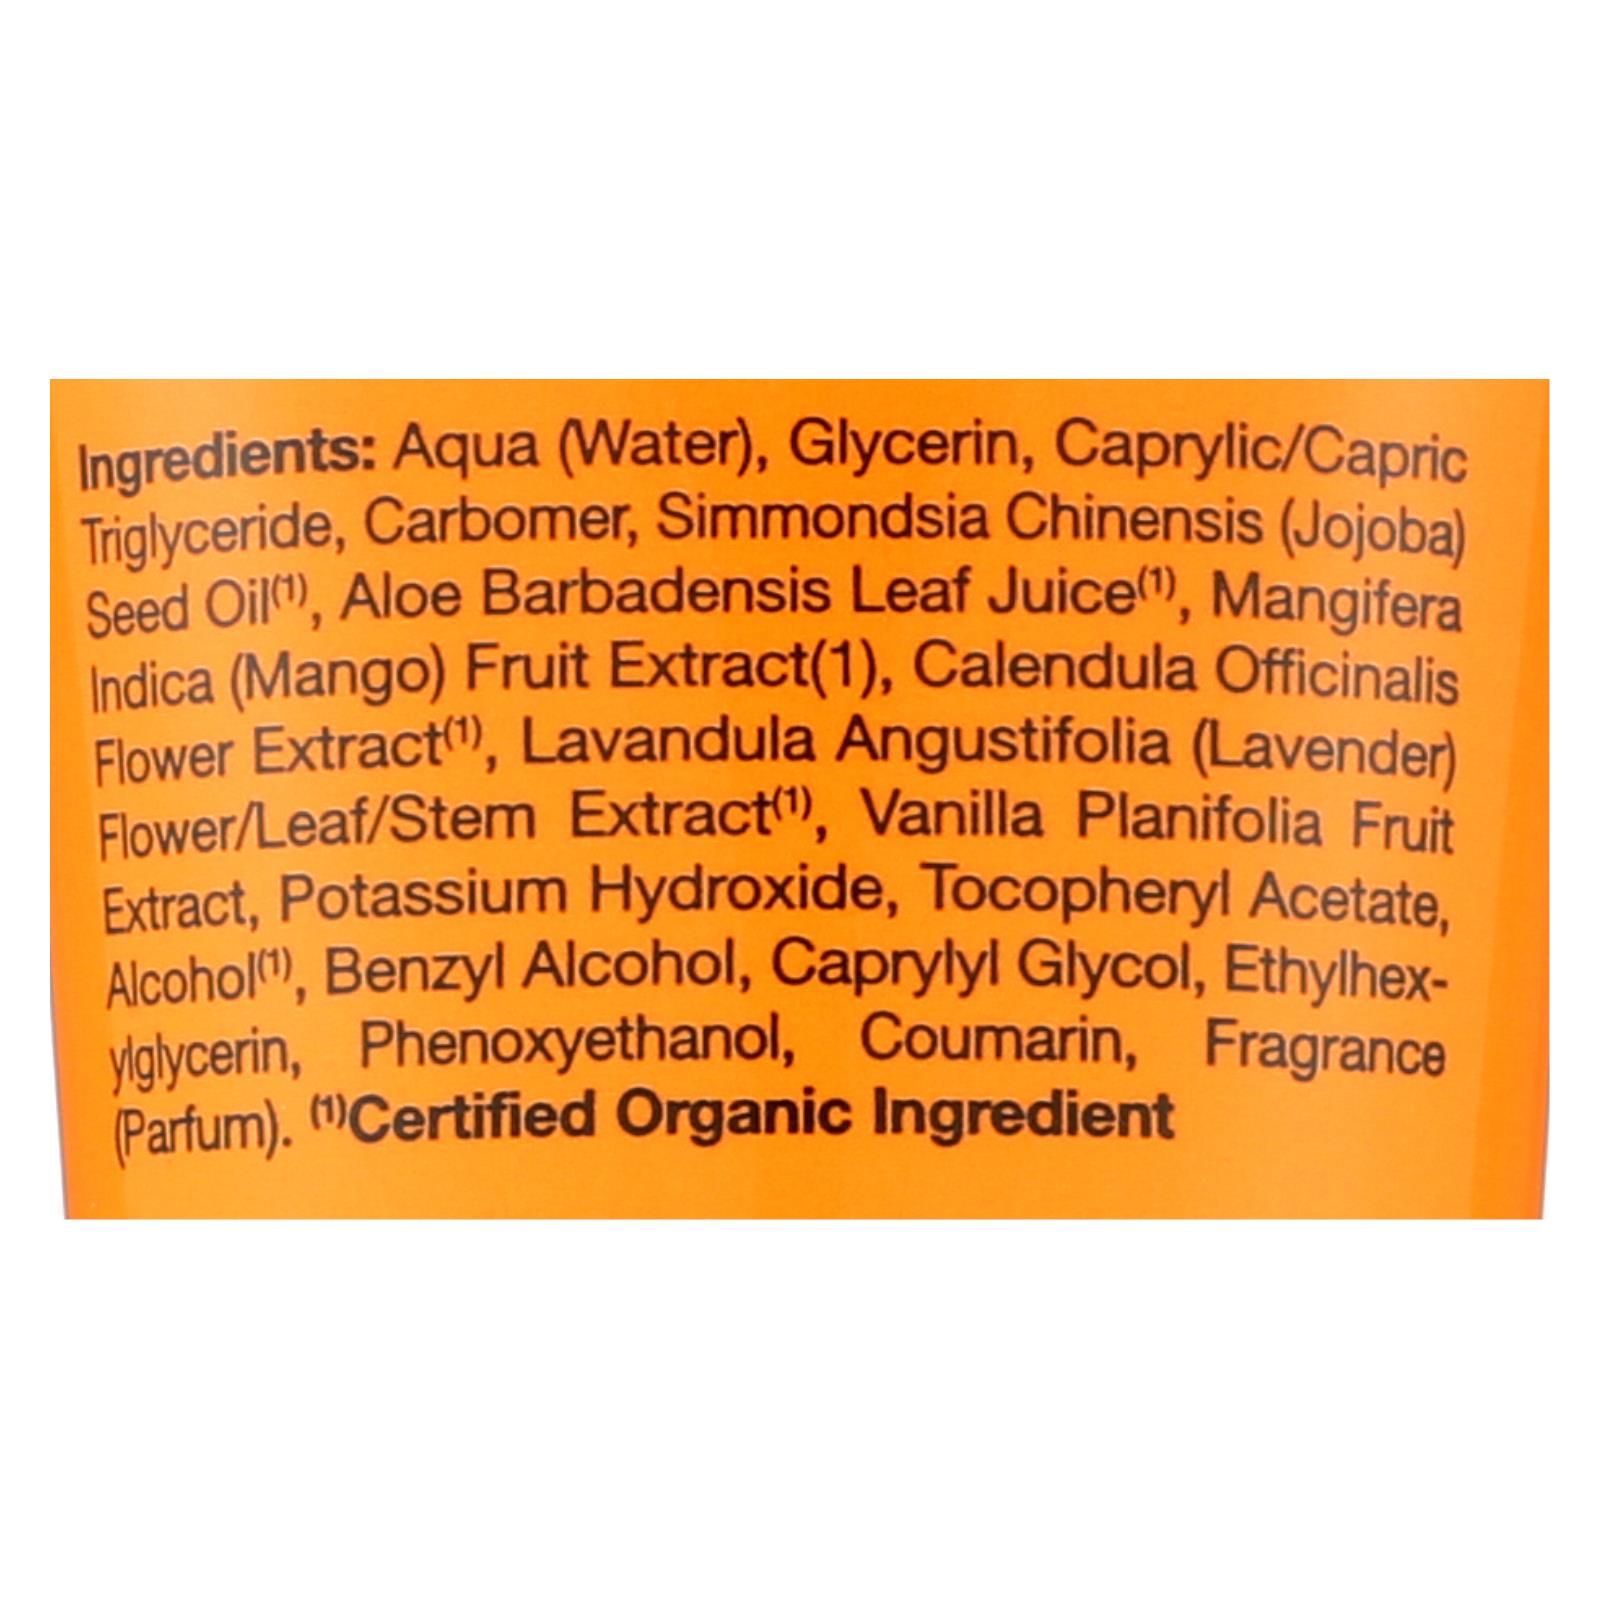 Ingredients: Aqua (Water), Glycerin, Caprylic/Capric
Triglyceride, Carbomer, Simmondsia Chinensis (Jojoba)
Seed Oil⁽¹⁾, Aloe Barbadensis Leaf Juice⁽¹⁾, Mangifera
Indica (Mango) Fruit Extract(1), Calendula Officinalis
Flower Extract⁽¹⁾, Lavandula Angustifolia (Lavender)
Flower/Leaf/Stem Extract⁽¹⁾, Vanilla Planifolia Fruit
Extract, Potassium Hydroxide, Tocopheryl Acetate,
Alcohol⁽¹⁾, Benzyl Alcohol, Caprylyl Glycol, Ethylhex-
ylglycerin, Phenoxyethanol, Coumarin, Fragrance
(Parfum). ⁽¹⁾Certified Organic Ingredient